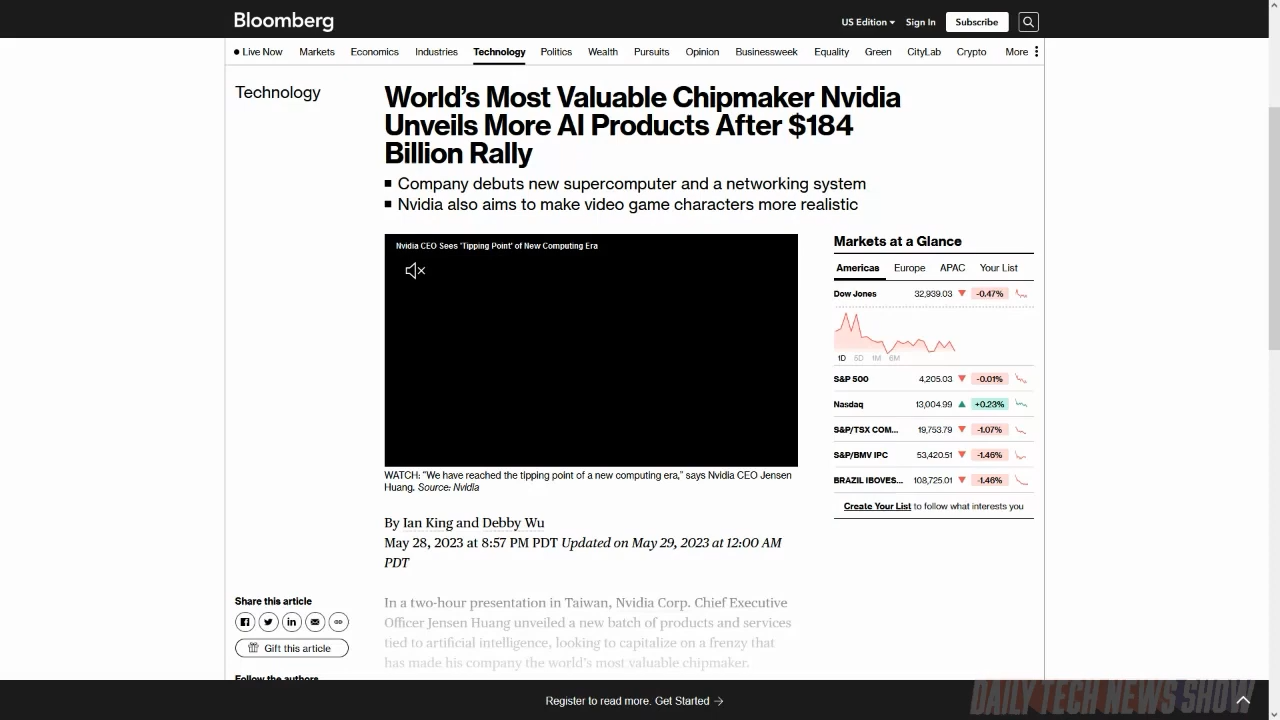 Bloomberg
US Edition
Sign In
Subscribe
Live Now
Markets
Economics
Industries
Technology
Politics
Wealth
Pursuits
Opinion
Businessweek
Equality
Green
CityLab
Crypto
More
Technology
World's Most Valuable Chipmaker Nvidia
Unveils More AI Products After $184
Billion Rally
Company debuts new supercomputer and a networking system
Nvidia also aims to make video game characters more realistic
Nvidia CEO Sees 'Tipping Point' of New Computing Era
WATCH: "We have reached the tipping point of a new computing era," says Nvidia CEO Jensen
Huang. Source: Nvidia
By Ian King and Debby Wu
May 28, 2023 at 8:57 PM PDT Updated on May 29, 2023 at 12:00 AM
PDT
In a two-hour presentation in Taiwan, Nvidia Corp. Chief Executive
Officer Jensen Huang unveiled a new batch of products and services
tied to artificial intelligence, looking to capitalize on a frenzy that
has made his company the world's most valuable chipmaker.
Share this article
Gift this article
Follow the authors
Markets at a Glance
Americas
Europe
APAC
Your List
Dow Jones 32,939.03 -0.47%
1D 5D 1M 6M
S&P 500 4,205.03 -0.01%
Nasdaq 13,004.99 +0.23%
S&P/TSX COM... 19,753.79 -1.07%
S&P/BMV IPC 53,420.51 -1.46%
BRAZIL IBOVES... 108,725.01 -1.46%
Create Your List to follow what interests you
Register to read more. Get Started
DAILY TECH NEWS SHOW